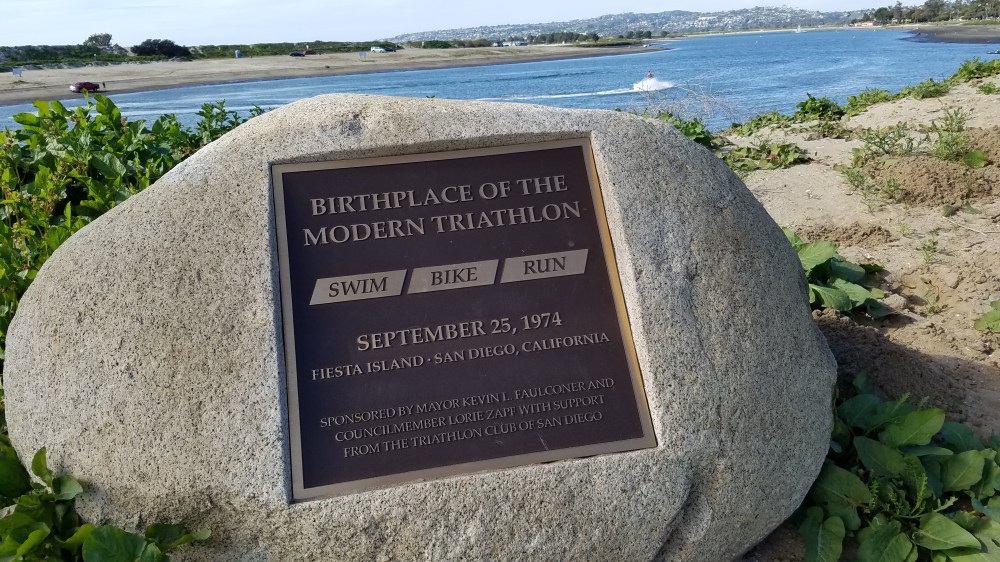 BIRTHPLACE OF THE
MODERN TRIATHLON
SWIM BIKE RUN
SEPTEMBER 25, 1974
FIESTA ISLAND · SAN DIEGO, CALIFORNIA
SPONSORED BY MAYOR KEVIN L. FAULCONER AND
COUNCILMEMBER LORIE ZAPF WITH SUPPORT
FROM THE TRIATHLON CLUB OF SAN DIEGO